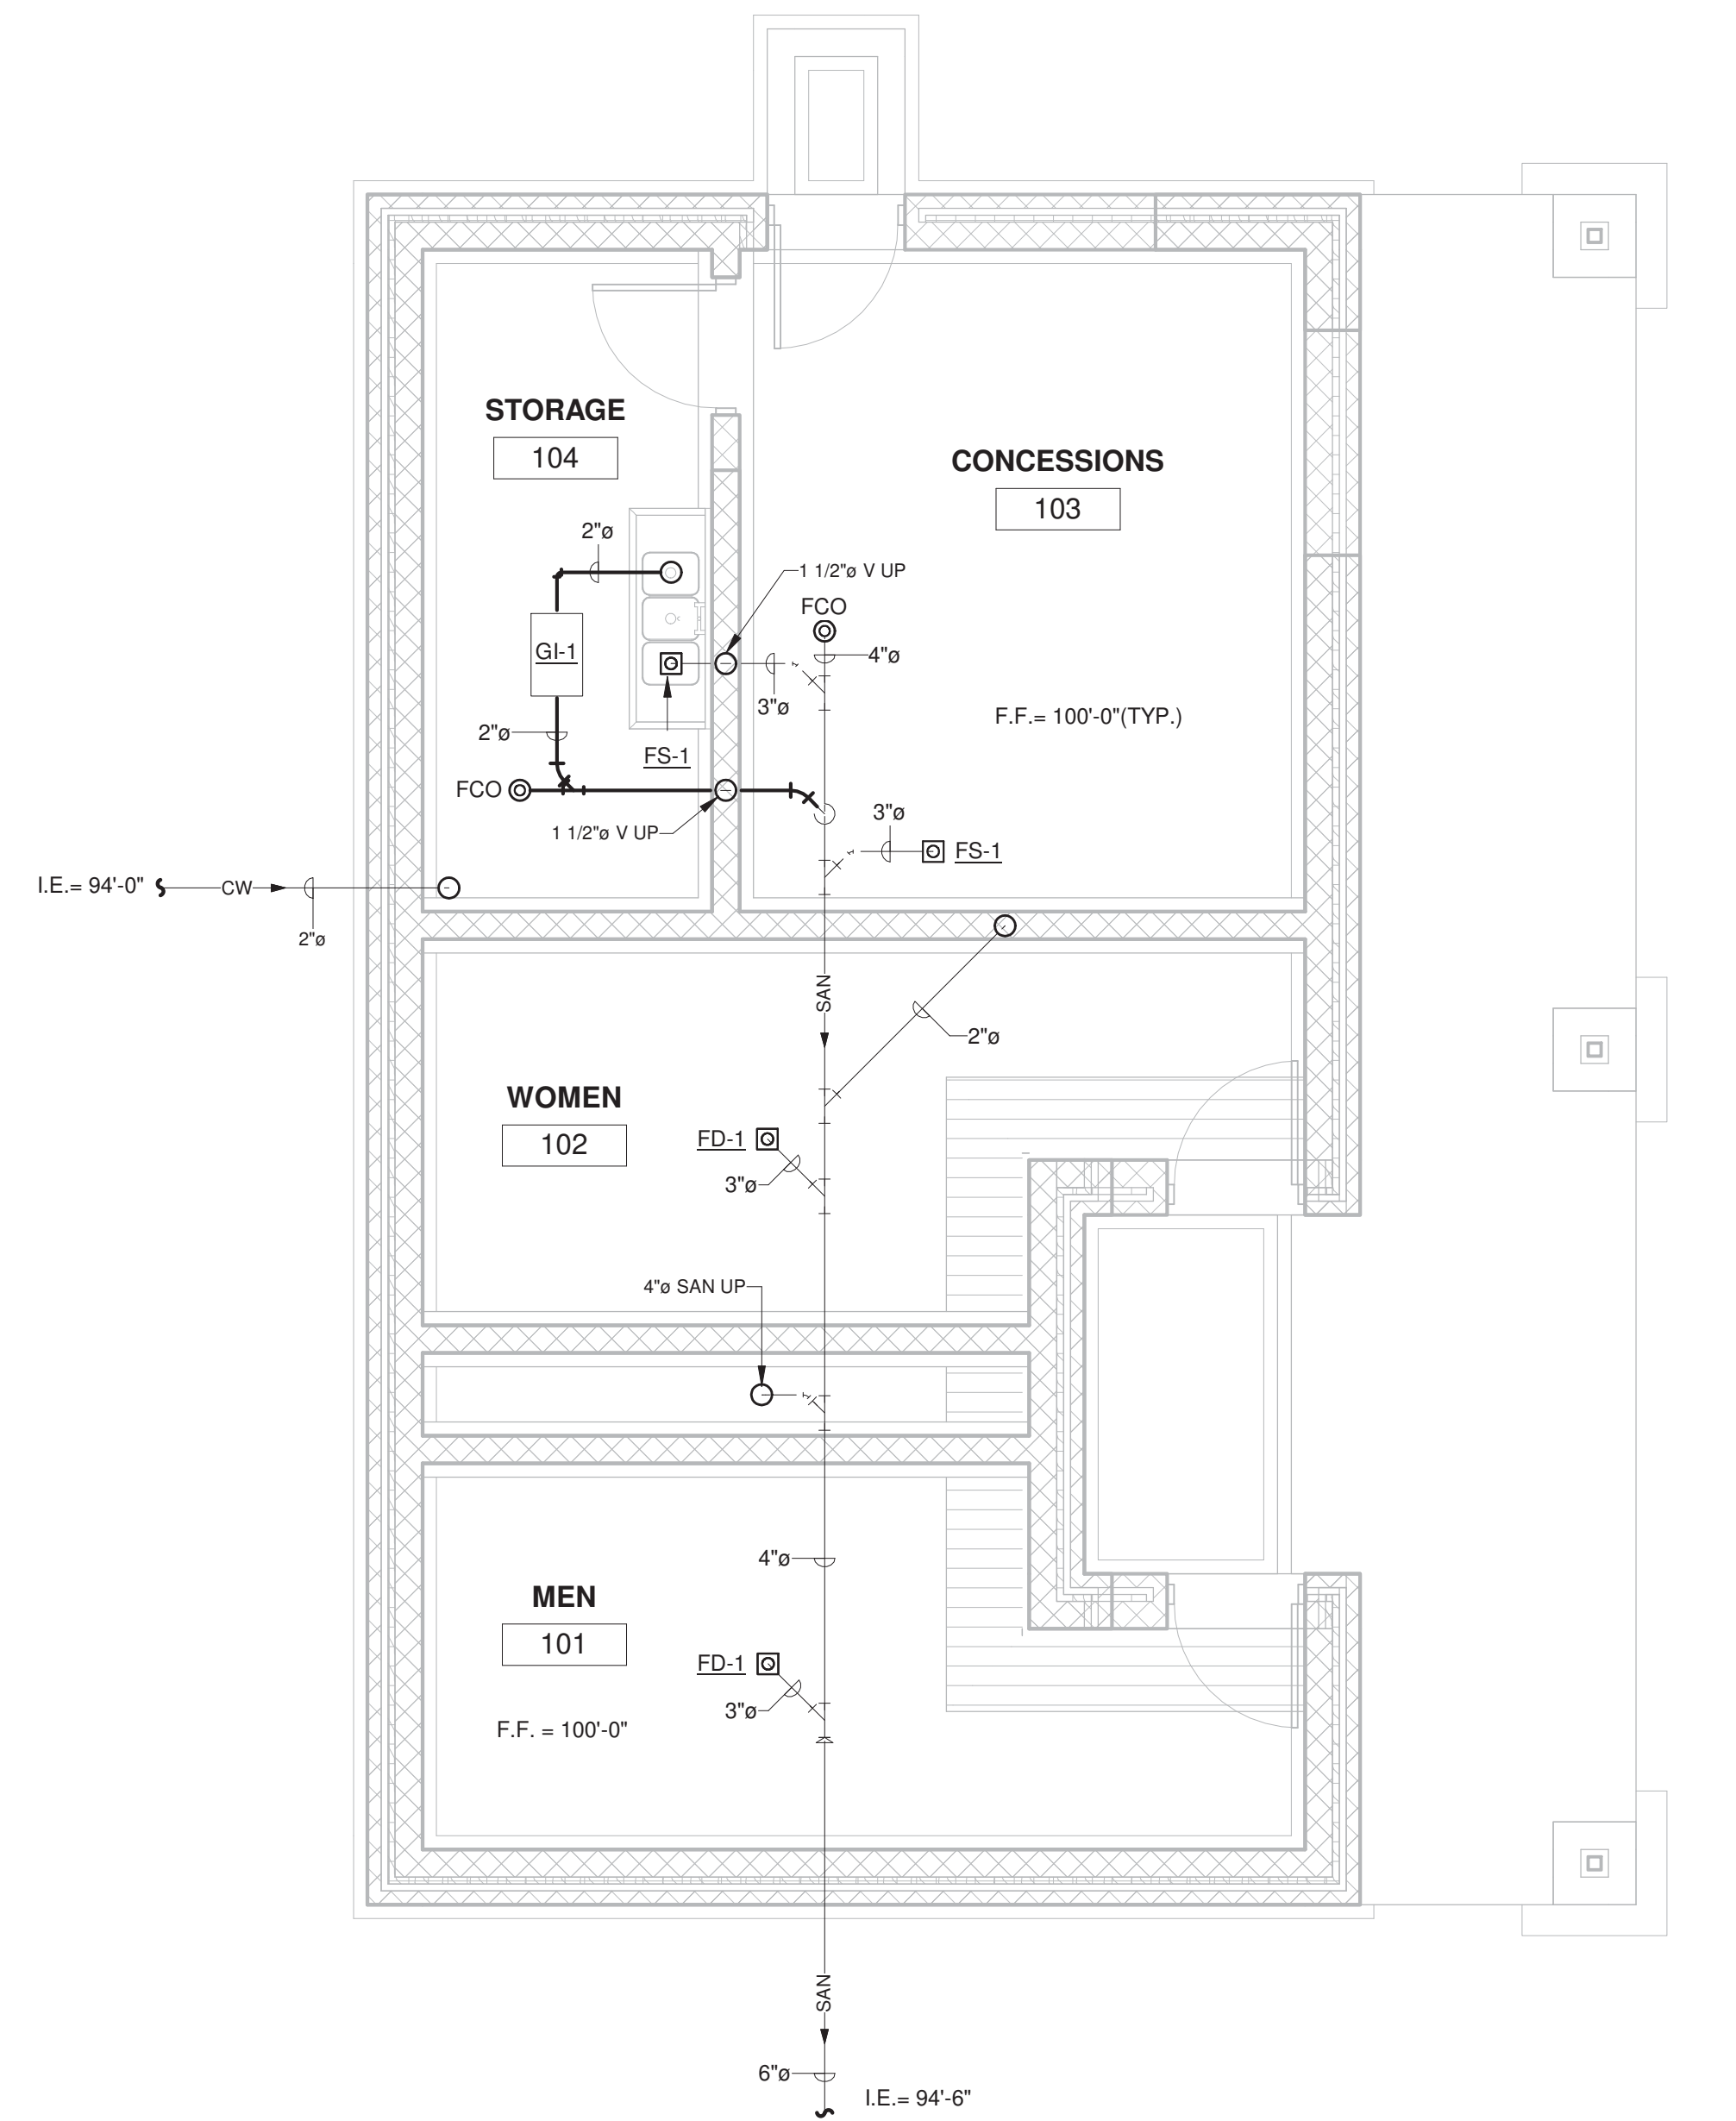 STORAGE
104
CONCESSIONS
103
2"ø
1 1/2"ø V UP
FCO
GI-1
4"ø
3"ø
F.F.= 100'-0"(TYP.)
2"ø
FS-1
FCO
3"ø
1 1/2"ø V UP
FS-1
I.E.= 94'-0"
CW
2"ø
SAN
2"ø
WOMEN
102
FD-1
3"ø
4"ø SAN UP
4"ø
MEN
101
FD-1
3"ø
F.F. = 100'-0"
SAN
6"ø
I.E.= 94'-6"